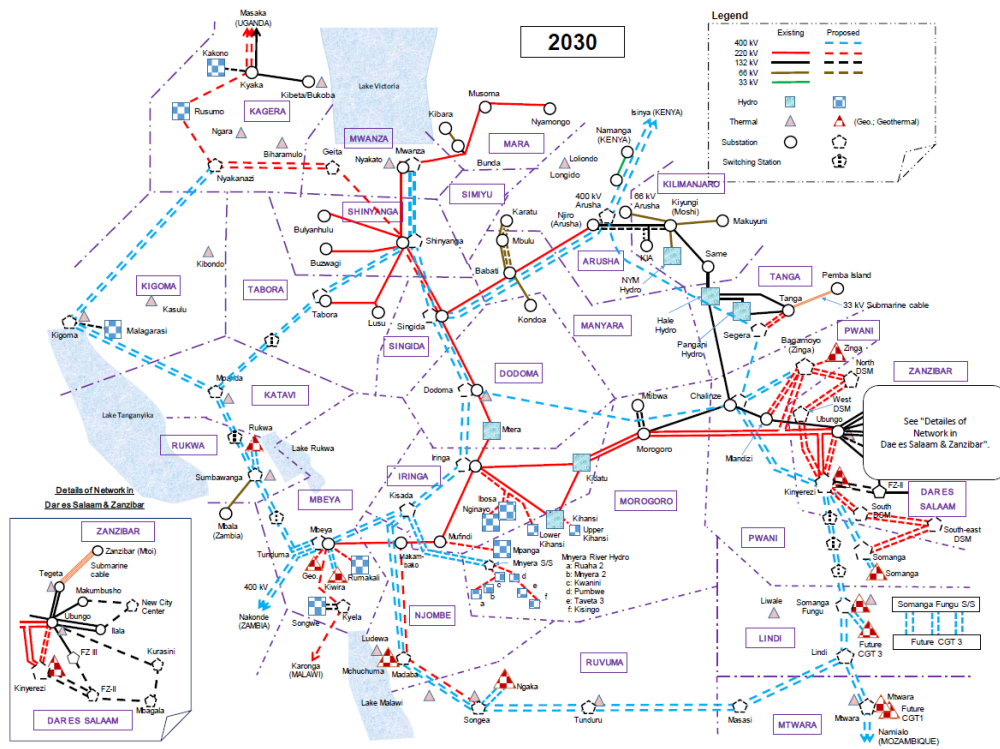 2030
Legend
Existing
Proposed
400 kV
220 kV
132 kV
66 kV
33 kV
Hydro
Thermal
(Geo.; Geothermal)
Substation
Switching Station
Masaka
(UGANDA)
Kakono
Kyaka
Kibeta/Bukoba
Rusumo
KAGERA
Ngara
Biharamulo
Nyakanazi
Geita
Lake Victoria
MWANZA
Nyakato
Mwanza
Musoma
Kibara
Nyamongo
Bunda
MARA
SIMIYU
SHINYANGA
Bulyanhulu
Shinyanga
Buzwagi
Lusu
Tabora
TABORA
Kibondo
KIGOMA
Kasulu
Kigoma
Malagarasi
Isinya (KENYA)
Namanga
(KENYA)
Loliondo
Longido
KILIMANJARO
400 kV
Arusha
66 kV
Arusha
Kiyungi
(Moshi)
Njiro
(Arusha)
Makuyuni
KIA
ARUSHA
NYM
Hydro
Same
Karatu
Mbulu
Babati
Kondoa
MANYARA
Singida
SINGIDA
TANGA
Pemba Island
33 kV Submarine cable
Tanga
Hale
Hydro
Pangani
Hydro
Segera
PWANI
Bagamoyo
(Zinga)
Zinga
North
DSM
ZANZIBAR
West
DSM
Ubungo
See "Detailes of
Network in
Dae es Salaam & Zanzibar".
DODOMA
Dodoma
Mtera
Mtibwa
Chalinze
Morogoro
Mlandizi
Kinyerezi
FZ-II
DAR ES
SALAAM
South
DSM
South-east
DSM
PWANI
Somanga
Somanga
Mpanda
KATAVI
Lake Tanganyika
RUKWA
Rukwa
Lake Rukwa
Sumbawanga
Mbala
(Zambia)
MBEYA
IRINGA
Iringa
Kisada
Kidatu
MOROGORO
Ibosa
Nginayo
Lower
Kihansi
Kihansi
Upper
Kihansi
Mbeya
Tunduma
Makam
bako
Mufindi
Mpanga
Mnyera S/S
Mnyera River Hydro
a: Ruaha 2
b: Mnyera 2
c: Kwanini
d: Pumbwe
e: Taveta 3
f: Kisingo
a
b
c
d
e
f
Geo.
Kiwira
Rumakali
400 kV
Nakonde
(ZAMBIA)
Songwe
Kyela
Karonga
(MALAWI)
NJOMBE
Ludewa
Mchuchuma
Madaba
Lake Malawi
Ngaka
RUVUMA
Songea
Tunduru
Masasi
Somanga
Fungu
Liwale
LINDI
Future
CGT 3
Somanga Fungu S/S
Future CGT 3
Lindi
MTWARA
Mtwara
Mtwara
Future
CGT1
Namialo
(MOZAMBIQUE)
Details of Network in
Dar es Salaam & Zanzibar
ZANZIBAR
Zanzibar (Mtoi)
Submarine
cable
Tegeta
Makumbusho
New City
Center
Ubungo
Ilala
FZ III
Kurasini
Kinyerezi
FZ-II
Mbagala
DAR ES SALAAM